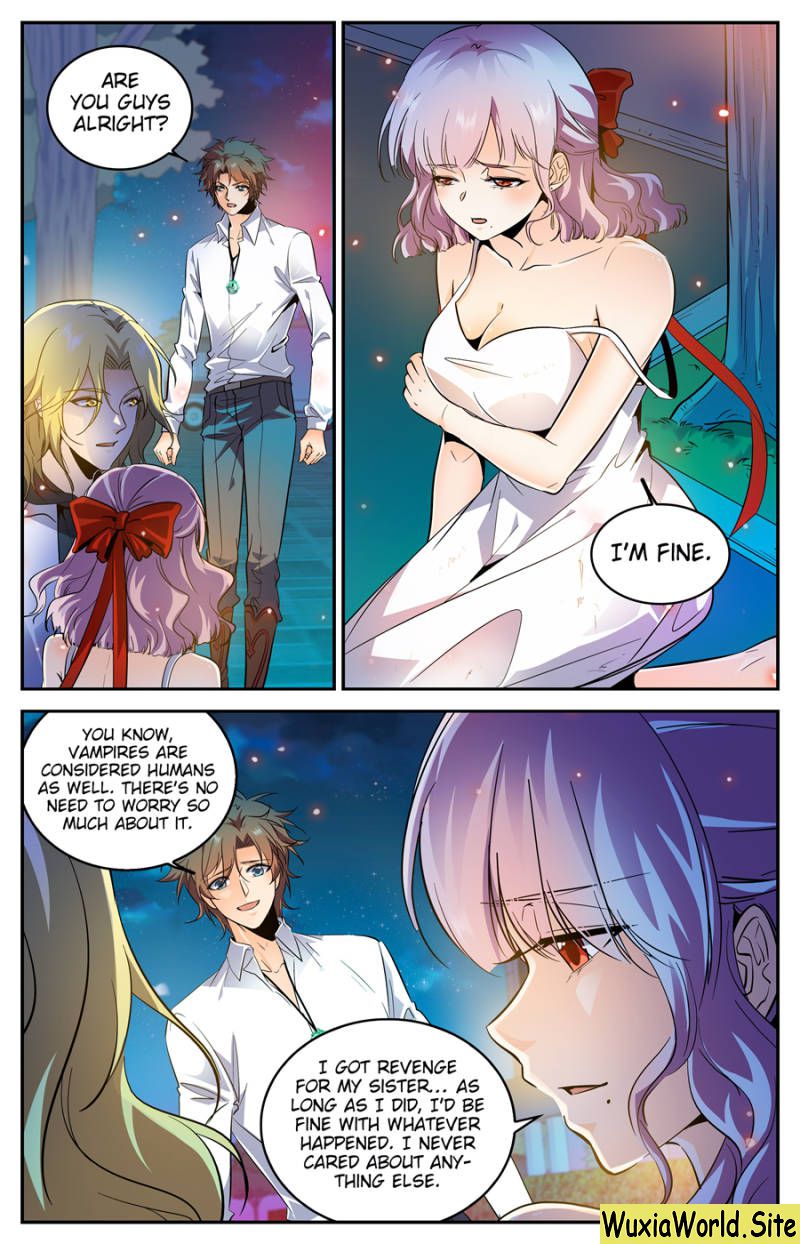 ARE
YOU GUYS
ALRIGHT?
I'M FINE.
YOU KNOW,
VAMPIRES ARE
CONSIDERED HUMANS
AS WELL. THERE'S NO
NEED TO WORRY SO
MUCH ABOUT IT.
I GOT REVENGE
FOR MY SISTER... AS
LONG AS I DID, I'D BE
FINE WITH WHATEVER
HAPPENED. I NEVER
CARED ABOUT ANY-
THING ELSE.
WuxiaWorld.Site